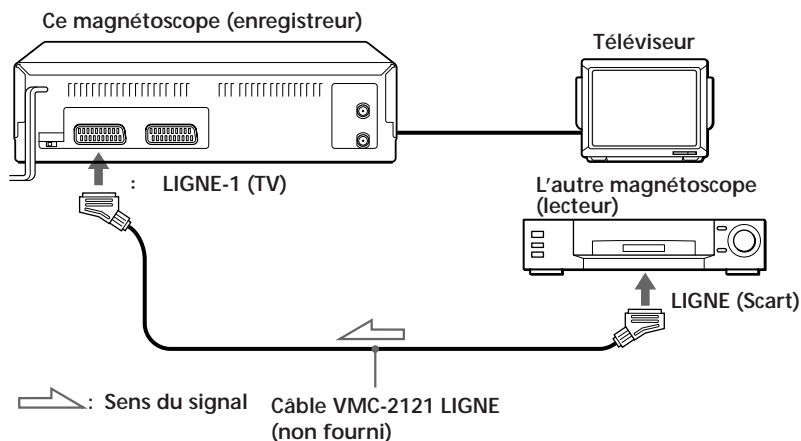 Ce magnétoscope (enregistreur)
Téléviseur
: LIGNE-1 (TV)
L'autre magnétoscope
(lecteur)
LIGNE (Scart)
: Sens du signal
Câble VMC-2121 LIGNE
(non fourni)